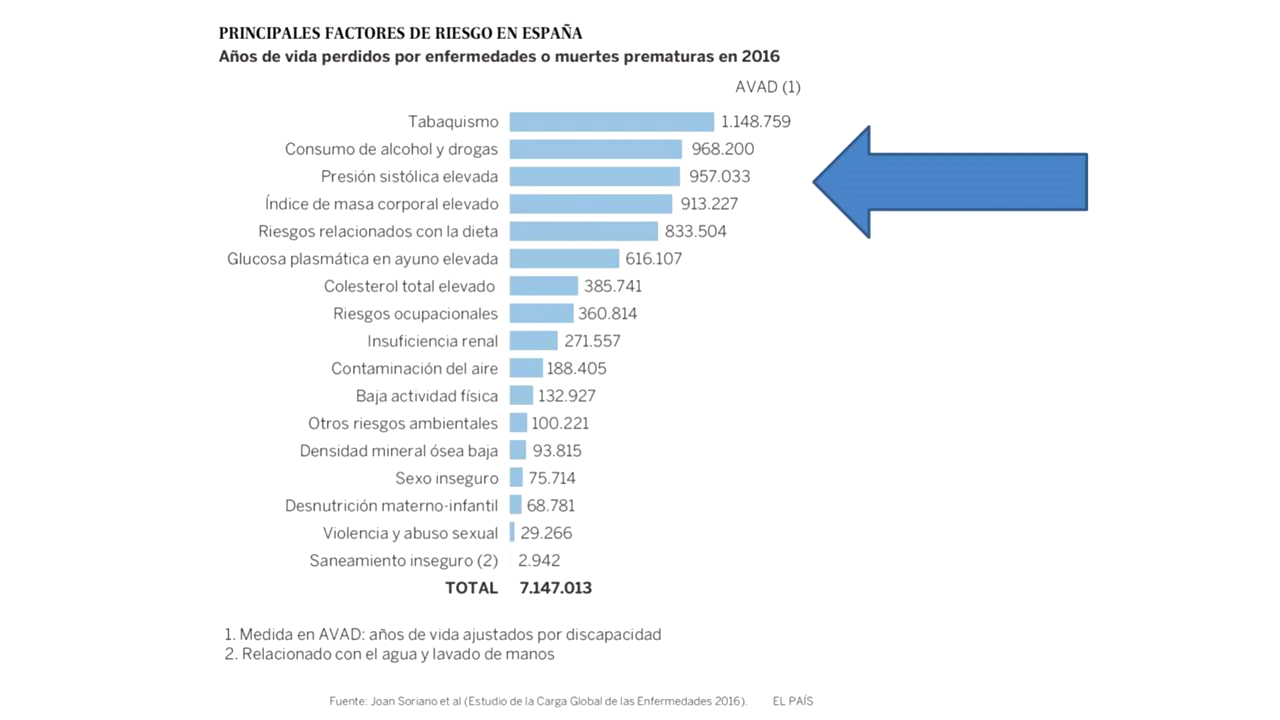 PRINCIPALES FACTORES DE RIESGO EN ESPAÑA
Años de vida perdidos por enfermedades o muertes prematuras en 2016
AVAD (1)
Tabaquismo 1.148.759
Consumo de alcohol y drogas 968.200
Presión sistólica elevada 957.033
Índice de masa corporal elevado 913.227
Riesgos relacionados con la dieta 833.504
Glucosa plasmática en ayuno elevada 616.107
Colesterol total elevado 385.741
Riesgos ocupacionales 360.814
Insuficiencia renal 271.557
Contaminación del aire 188.405
Baja actividad física 132.927
Otros riesgos ambientales 100.221
Densidad mineral ósea baja 93.815
Sexo inseguro 75.714
Desnutrición materno-infantil 68.781
Violencia y abuso sexual 29.266
Saneamiento inseguro (2) 2.942
TOTAL 7.147.013
1. Medida en AVAD: años de vida ajustados por discapacidad
2. Relacionado con el agua y lavado de manos
Fuente: Joan Soriano et al (Estudio de la Carga Global de las Enfermedades 2016). EL PAÍS